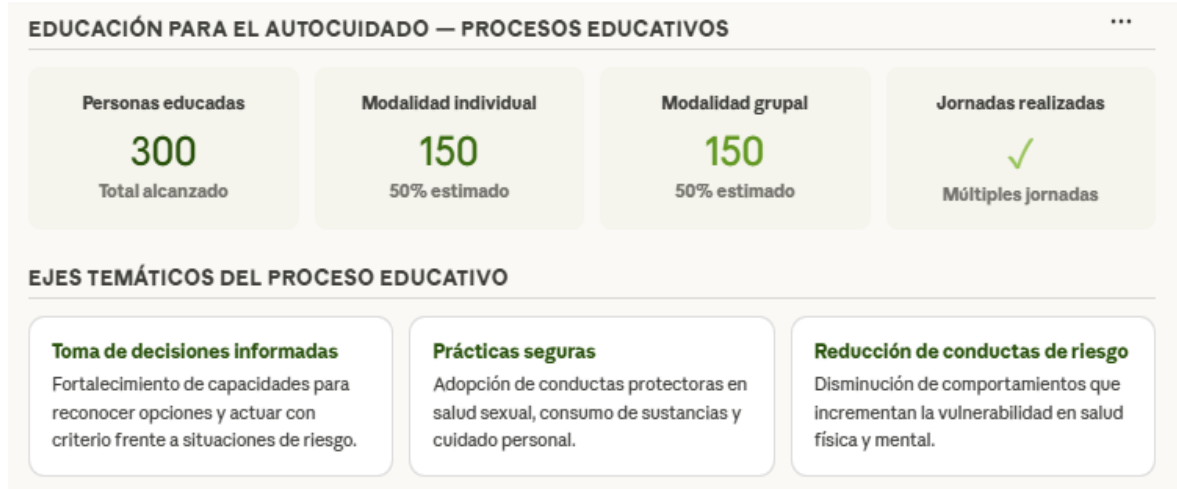 EDUCACIÓN PARA EL AUTOCUIDADO — PROCESOS EDUCATIVOS
...
Personas educadas
300
Total alcanzado
Modalidad individual
150
50% estimado
Modalidad grupal
150
50% estimado
Jornadas realizadas
✓
Múltiples jornadas
EJES TEMÁTICOS DEL PROCESO EDUCATIVO
Toma de decisiones informadas
Fortalecimiento de capacidades para
reconocer opciones y actuar con
criterio frente a situaciones de riesgo.
Prácticas seguras
Adopción de conductas protectoras en
salud sexual, consumo de sustancias y
cuidado personal.
Reducción de conductas de riesgo
Disminución de comportamientos que
incrementan la vulnerabilidad en salud
física y mental.